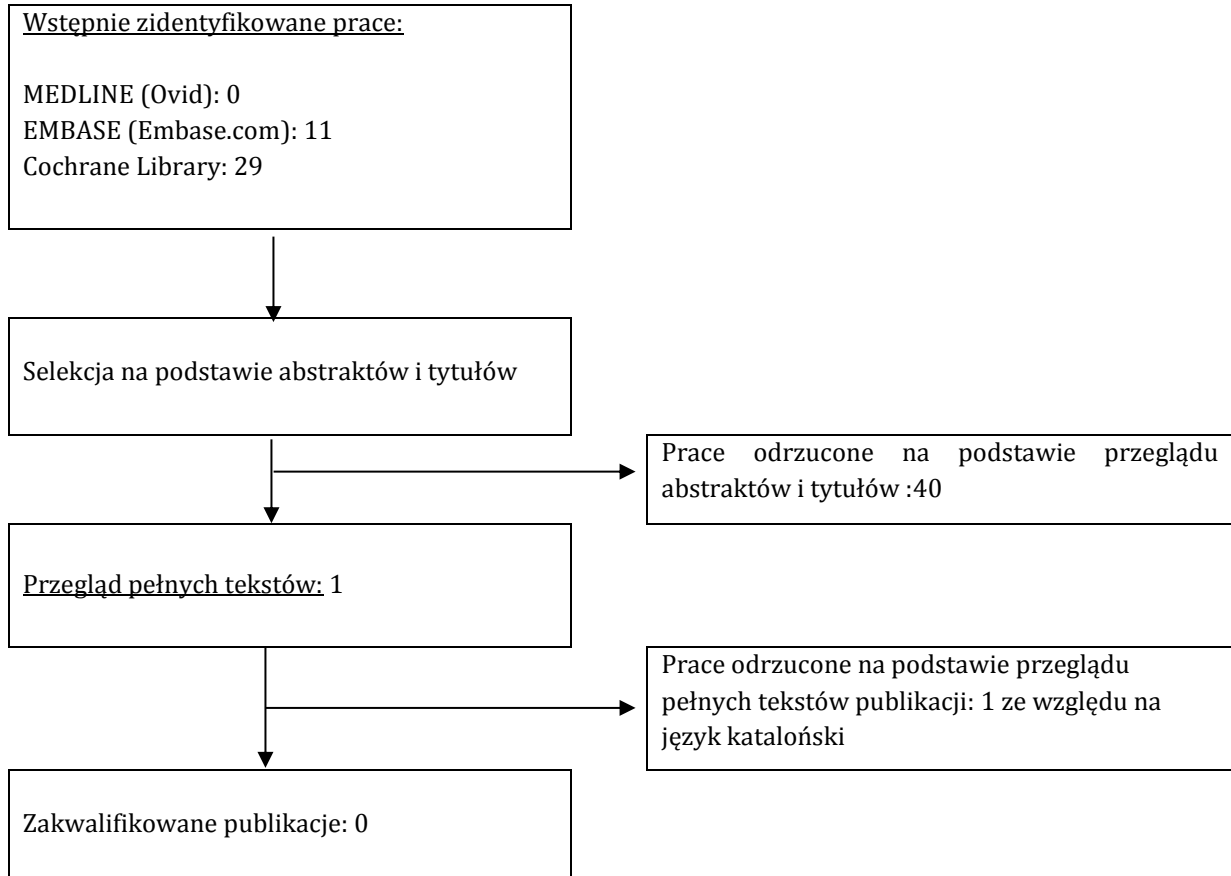 Wstępnie zidentyfikowane prace:
MEDLINE (Ovid): 0
EMBASE (Embase.com): 11
Cochrane Library: 29
Selekcja na podstawie abstraktów i tytułów
Prace odrzucone na podstawie przeglądu
abstraktów i tytułów :40
Przegląd pełnych tekstów: 1
Prace odrzucone na podstawie przeglądu
pełnych tekstów publikacji: 1 ze względu na
język kataloński
Zakwalifikowane publikacje: 0